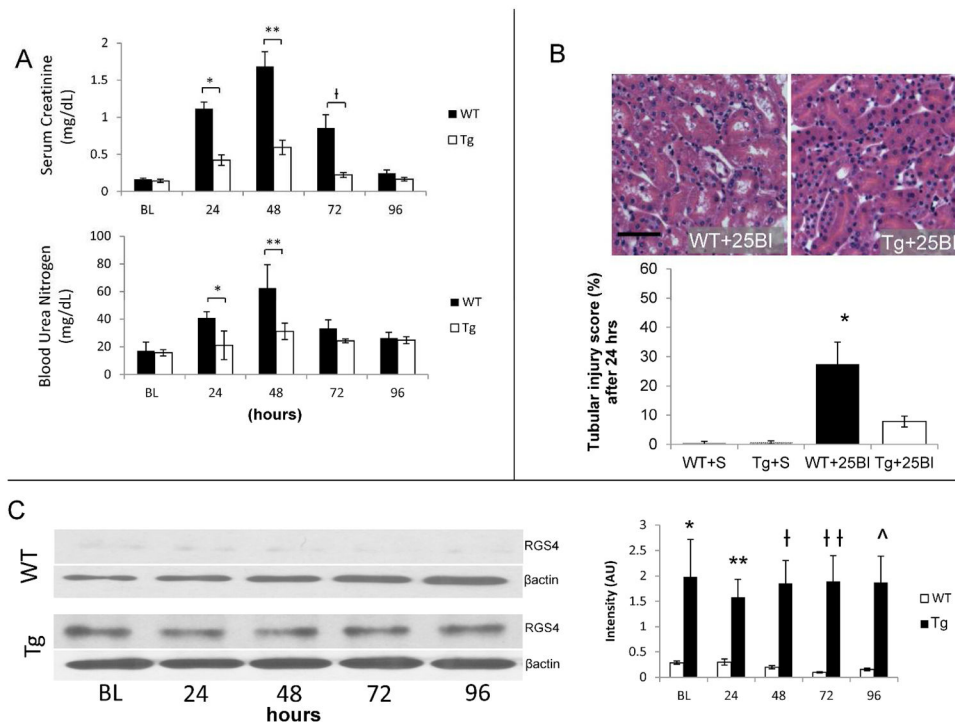 A
Serum Creatinine
(mg/dL)
2
1.5
1
0.5
0
*
**
ƚ
WT
Tg
BL 24 48 72 96
Blood Urea Nitrogen
(mg/dL)
100
80
60
40
20
0
*
**
WT
Tg
BL 24 48 72 96
(hours)
B
WT+25BI Tg+25BI
Tubular injury score (%)
after 24 hrs
60
50
40
30
20
10
0
*
WT+S Tg+S WT+25BI Tg+25BI
C
WT
RGS4
βactin
Tg
RGS4
βactin
BL 24 48 72 96
hours
Intensity (AU)
3
2.5
2
1.5
1
0.5
0
* ** ƚ ƚƚ ^
WT
Tg
BL 24 48 72 96